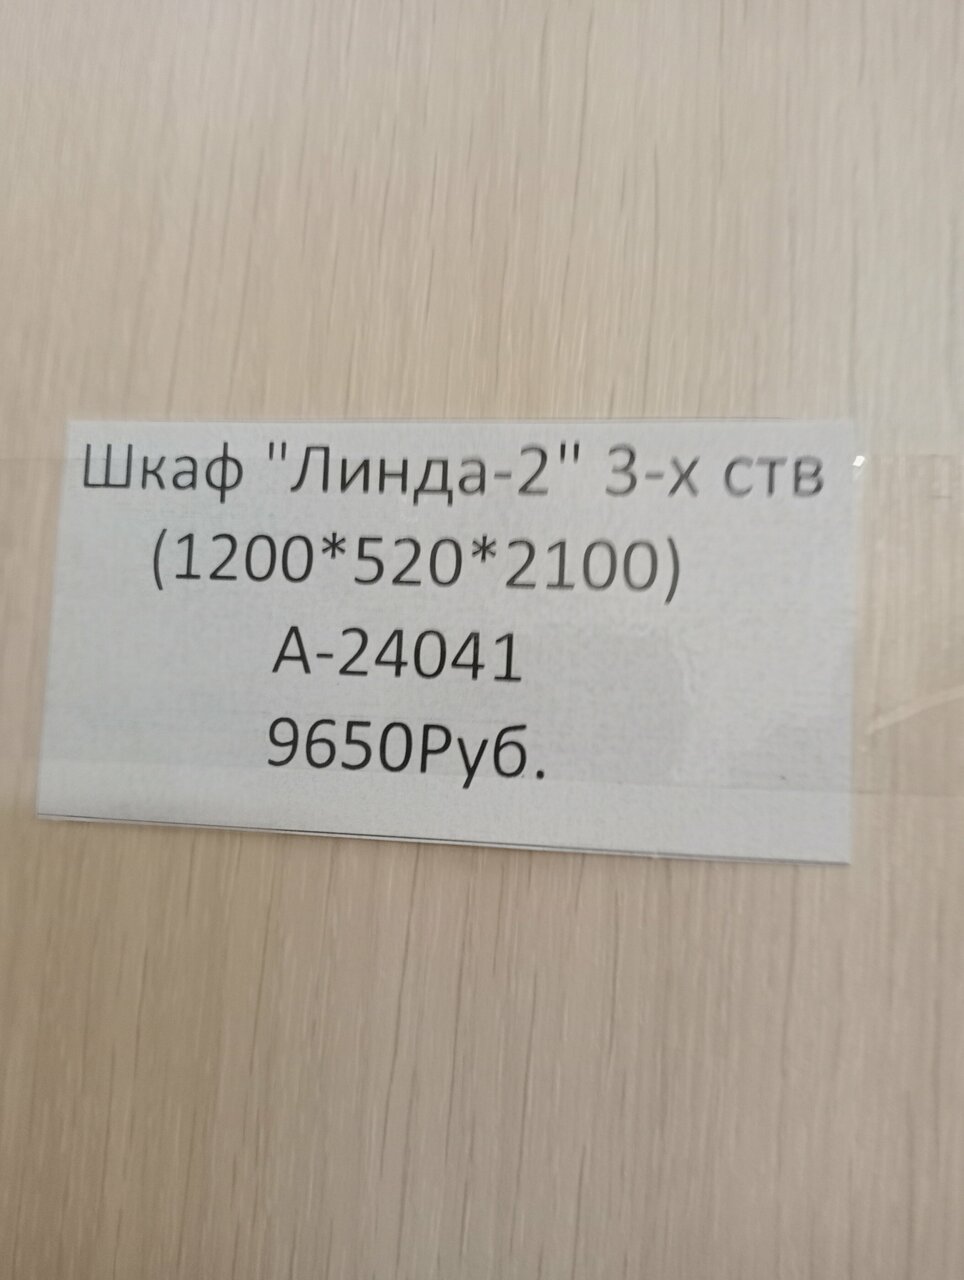 Шкаф "Линда-2" 3-х ств
(1200*520*2100)
А-24041
9650Руб.